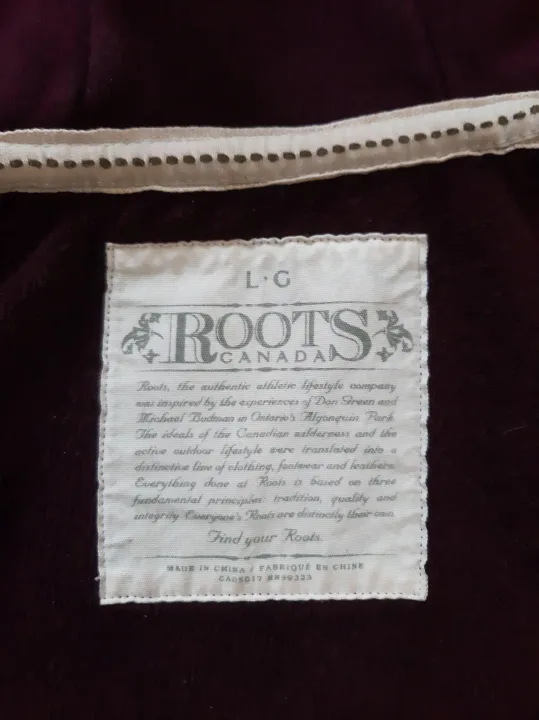 L·G
ROOTS
CANADA
Roots, the authentic athletic lifestyle company
was inspired by the experiences of Don Green and
Michael Budman in Ontario's Algonquin Park.
The ideals of the Canadian wilderness and the
active outdoor lifestyle were translated into a
distinctive line of clothing, footwear and leathers.
Everything done at Roots is based on three
fundamental principles: tradition, quality and
integrity. Everyone's Roots are distinctly their own.
Find your Roots.
MADE IN CHINA / FABRIQUÉ EN CHINE
CA05017